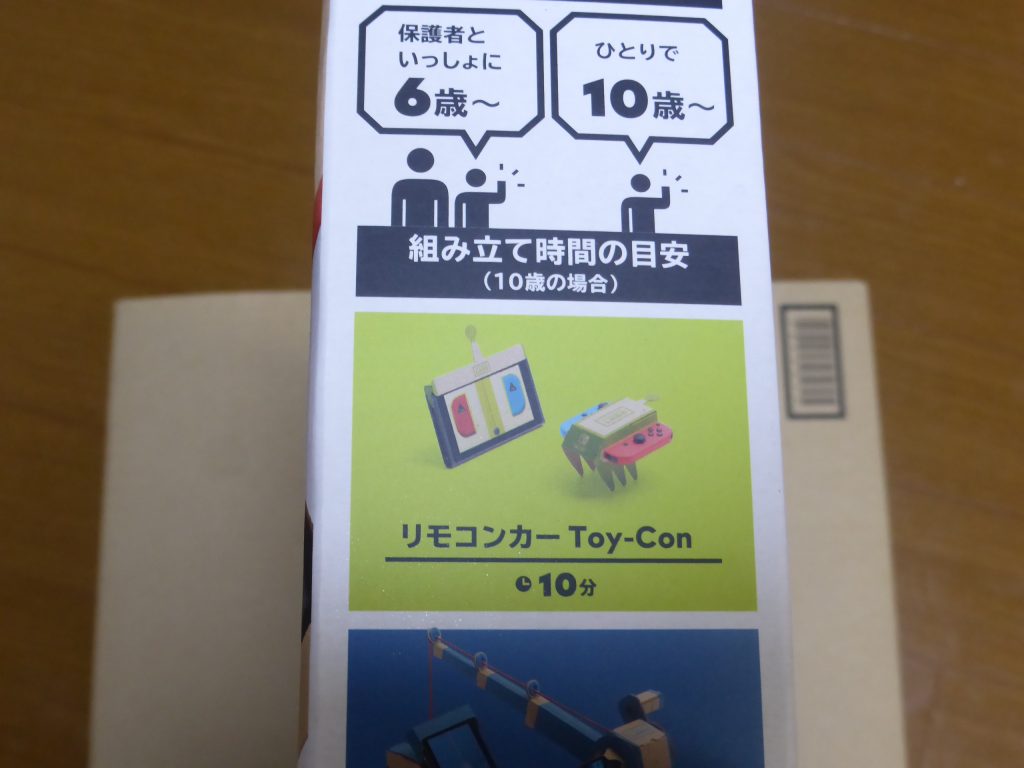 保護者と
いっしょに
6歳～
ひとりで
10歳～
組み立て時間の目安
（10歳の場合）
リモコンカー Toy-Con
10分